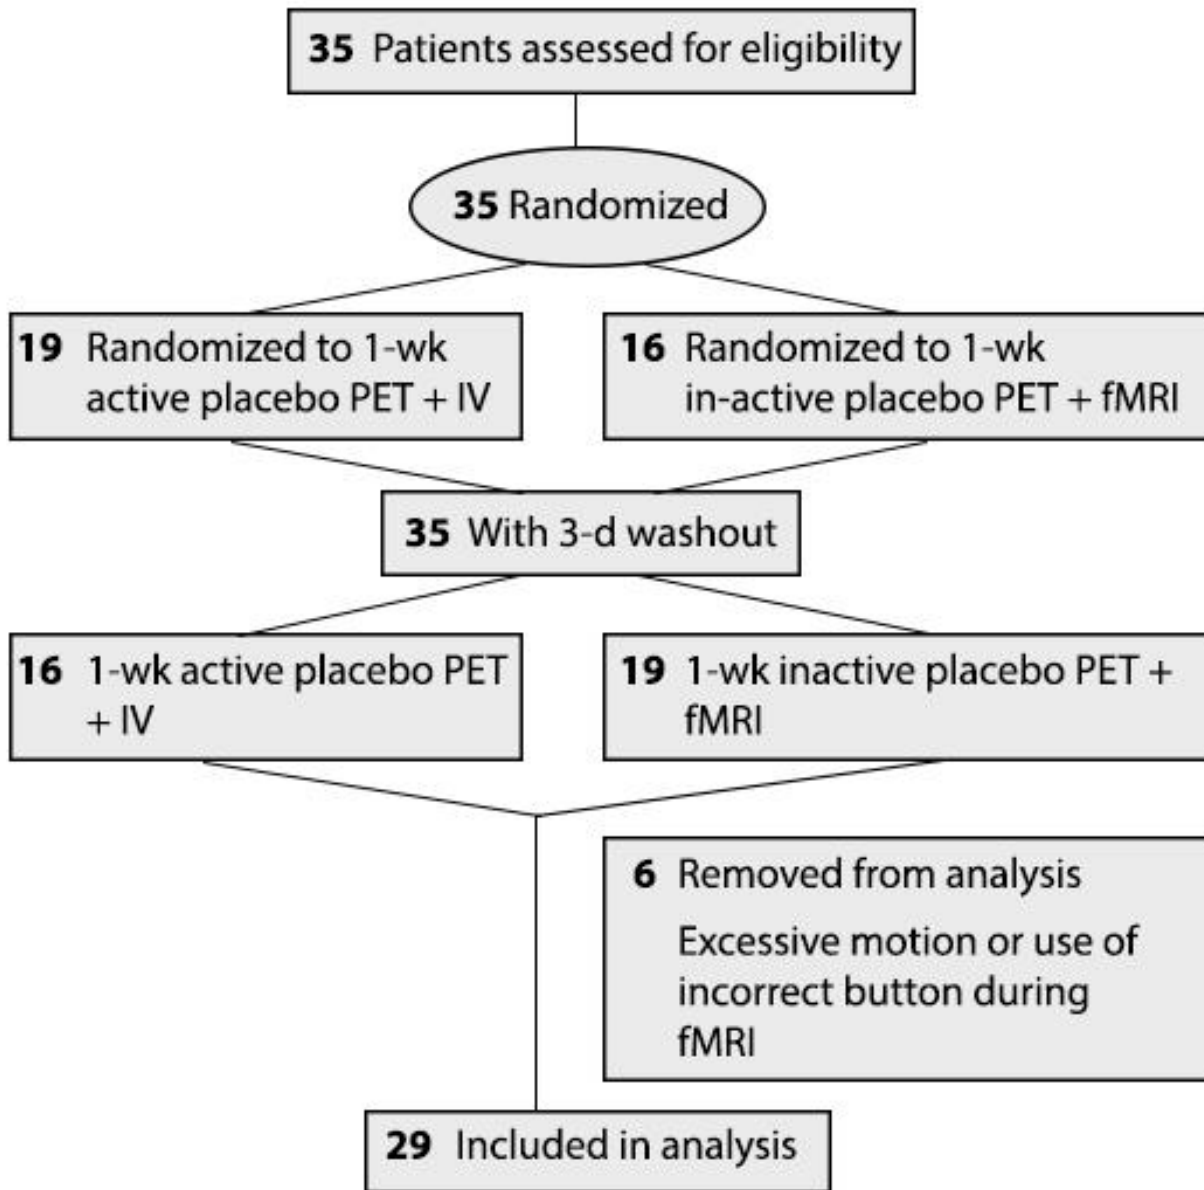 35 Patients assessed for eligibility
35 Randomized
19 Randomized to 1-wk
active placebo PET + IV
16 Randomized to 1-wk
in-active placebo PET + fMRI
35 With 3-d washout
16 1-wk active placebo PET
+ IV
19 1-wk inactive placebo PET +
fMRI
6 Removed from analysis
Excessive motion or use of
incorrect button during
fMRI
29 Included in analysis